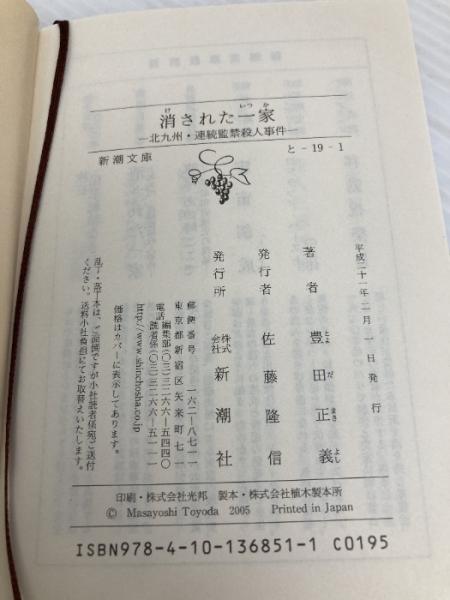 消された一家
―北九州・連続監禁殺人事件―
新潮文庫
と-19-1
平成二十一年二月一日発行
著者 豊田正義
発行者 佐藤隆信
発行所 株式会社 新潮社
郵便番号 一六二―八七一一
東京都新宿区矢来町七一
電話 編集部(〇三)三二六六―五四四〇
読者係(〇三)三二六六―五一一一
http://www.shinchosha.co.jp
価格はカバーに表示してあります。
乱丁・落丁本は、ご面倒ですが小社読者係宛ご送付
ください。送料小社負担にてお取替えいたします。
印刷・株式会社光邦 製本・株式会社植木製本所
© Masayoshi Toyoda 2005 Printed in Japan
ISBN978-4-10-136851-1 C0195